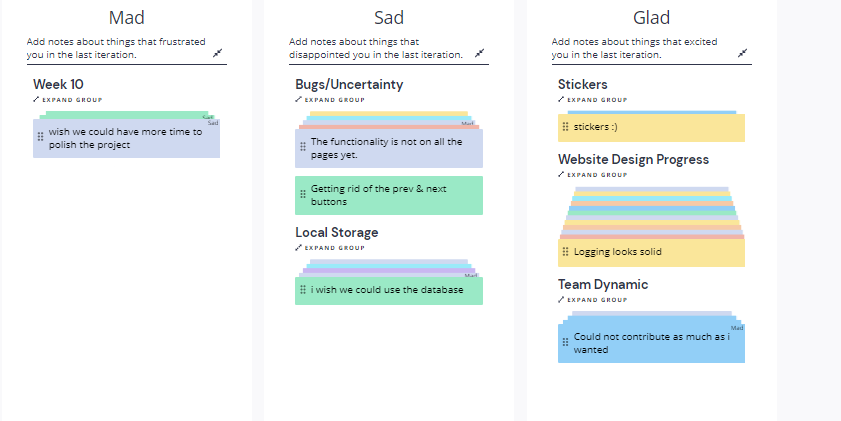 Mad
Add notes about things that frustrated
you in the last iteration.
Week 10
EXPAND GROUP
Sad
wish we could have more time to
polish the project
Sad
Add notes about things that
disappointed you in the last iteration.
Bugs/Uncertainty
EXPAND GROUP
Mad
The functionality is not on all the
pages yet.
Getting rid of the prev & next
buttons
Local Storage
EXPAND GROUP
Mad
i wish we could use the database
Glad
Add notes about things that excited
you in the last iteration.
Stickers
EXPAND GROUP
stickers :)
Website Design Progress
EXPAND GROUP
Logging looks solid
Team Dynamic
EXPAND GROUP
Mad
Could not contribute as much as i
wanted